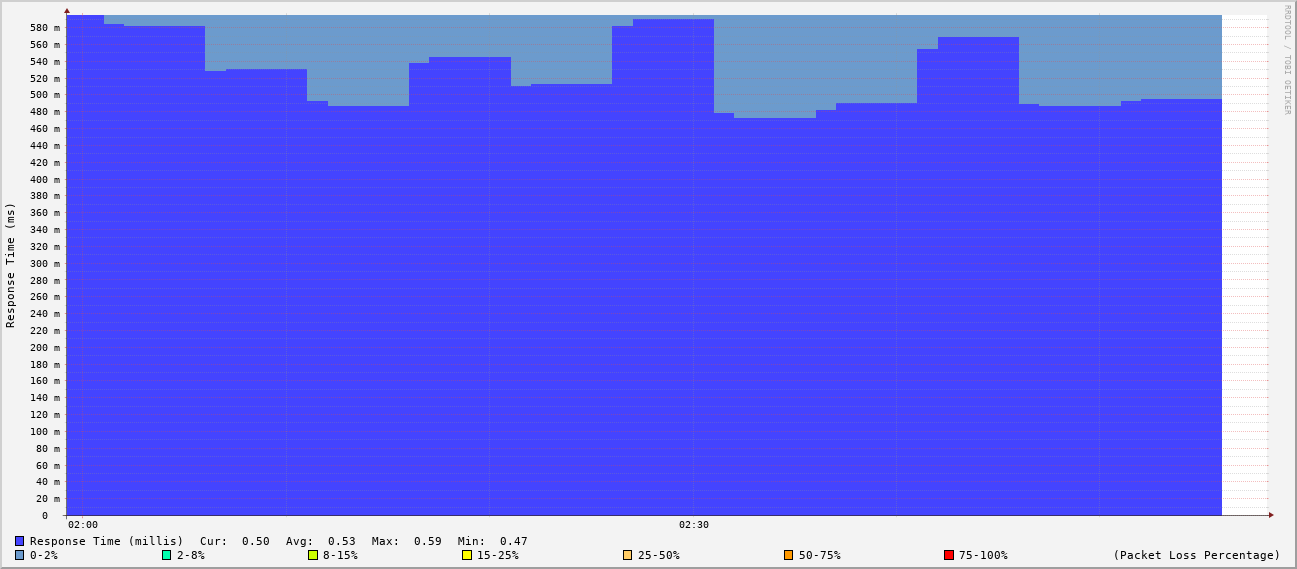 RRDTOOL / TOBI OETIKER
Response Time (ms)
580 m
560 m
540 m
520 m
500 m
480 m
460 m
440 m
420 m
400 m
380 m
360 m
340 m
320 m
300 m
280 m
260 m
240 m
220 m
200 m
180 m
160 m
140 m
120 m
100 m
80 m
60 m
40 m
20 m
0
02:00 02:30
Response Time (millis) Cur: 0.50 Avg: 0.53 Max: 0.59 Min: 0.47
0-2% 2-8% 8-15% 15-25% 25-50% 50-75% 75-100% (Packet Loss Percentage)